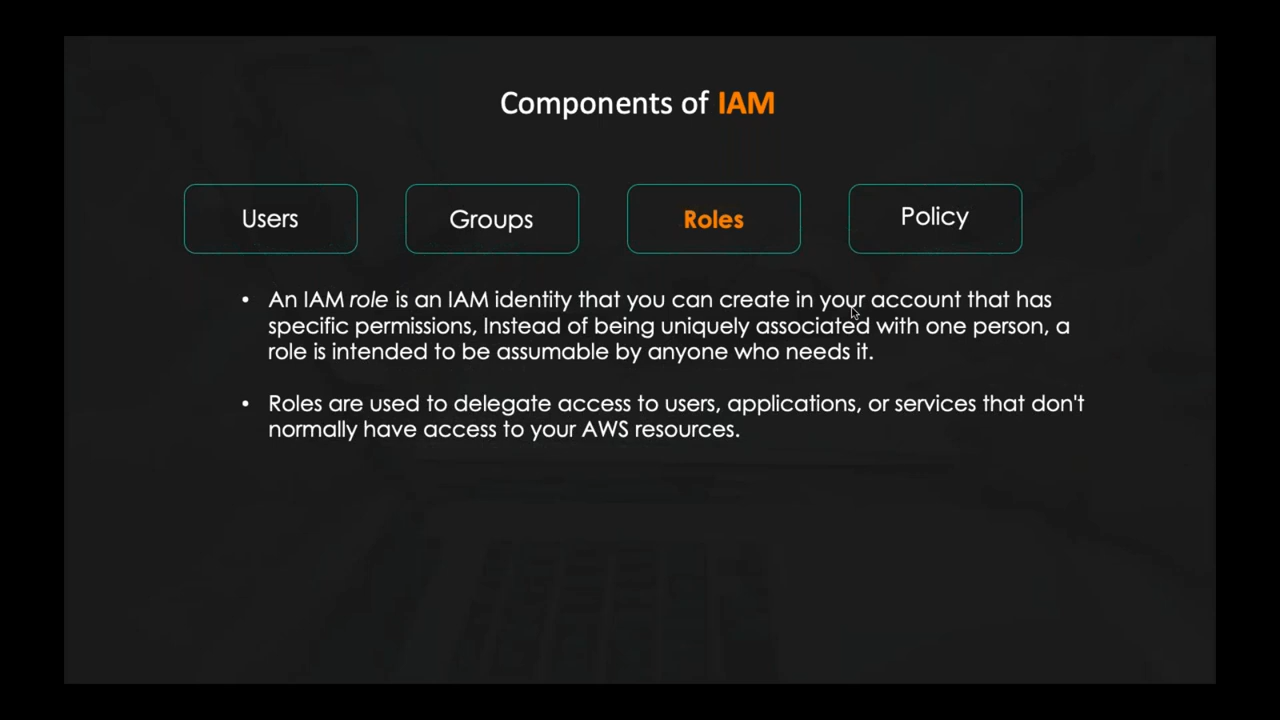 Components of IAM
Users
Groups
Roles
Policy
• An IAM role is an IAM identity that you can create in your account that has
specific permissions, Instead of being uniquely associated with one person, a
role is intended to be assumable by anyone who needs it.
• Roles are used to delegate access to users, applications, or services that don't
normally have access to your AWS resources.